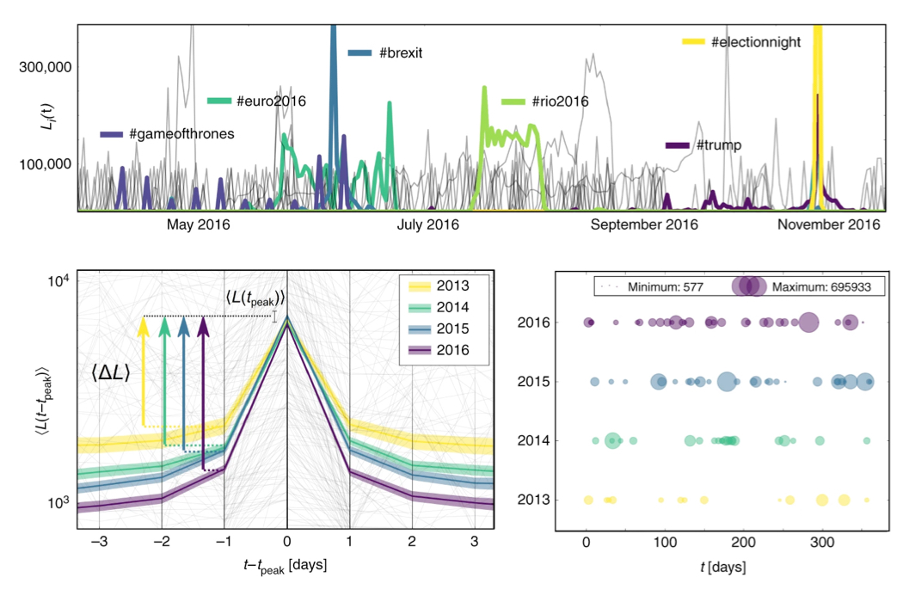 300,000
100,000
L_i(t)
#gameofthrones
#euro2016
#brexit
#rio2016
#trump
#electionnight
May 2016
July 2016
September 2016
November 2016
10^4
10^3
⟨L(t−t_peak)⟩
⟨ΔL⟩
⟨L(t_peak)⟩
2013
2014
2015
2016
−3
−2
−1
0
1
2
3
t−t_peak [days]
Minimum: 577
Maximum: 695933
2016
2015
2014
2013
0
100
200
300
t [days]